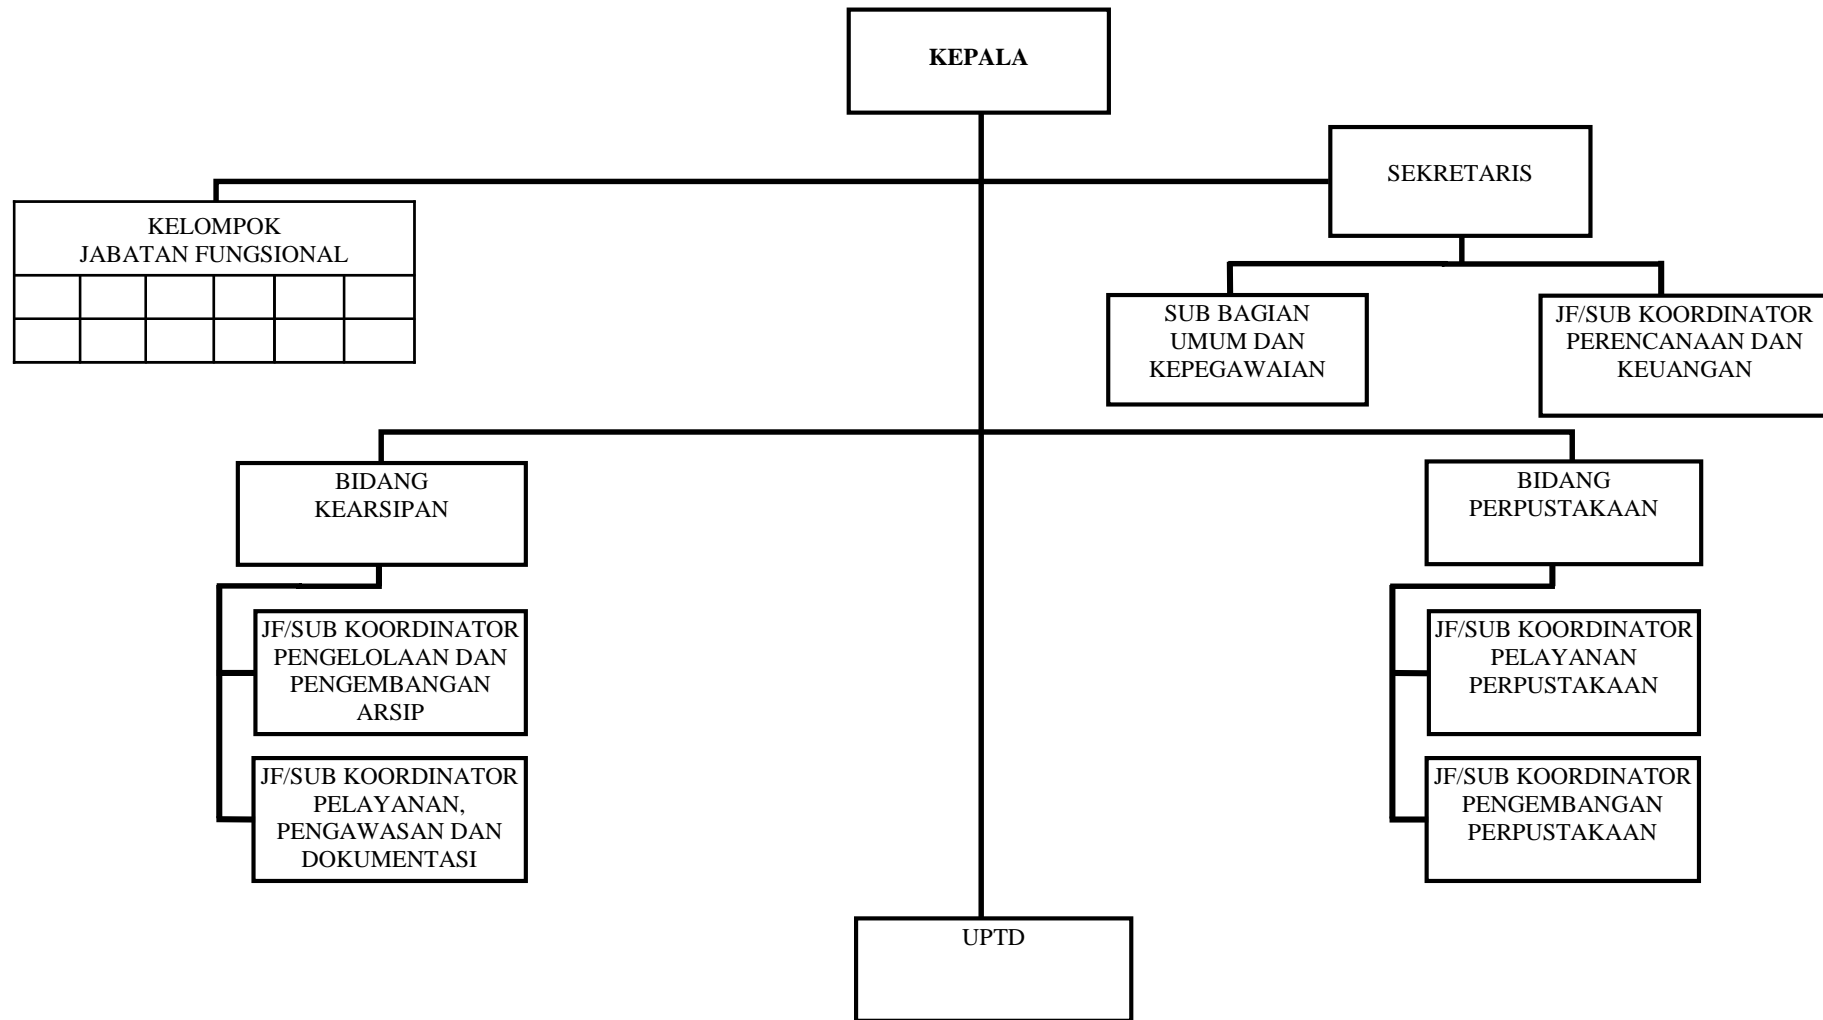 KEPALA
SEKRETARIS
KELOMPOK
JABATAN FUNGSIONAL
SUB BAGIAN
UMUM DAN
KEPEGAWAIAN
JF/SUB KOORDINATOR
PERENCANAAN DAN
KEUANGAN
BIDANG
KEARSIPAN
BIDANG
PERPUSTAKAAN
JF/SUB KOORDINATOR
PENGELOLAAN DAN
PENGEMBANGAN
ARSIP
JF/SUB KOORDINATOR
PELAYANAN,
PENGAWASAN DAN
DOKUMENTASI
JF/SUB KOORDINATOR
PELAYANAN
PERPUSTAKAAN
JF/SUB KOORDINATOR
PENGEMBANGAN
PERPUSTAKAAN
UPTD